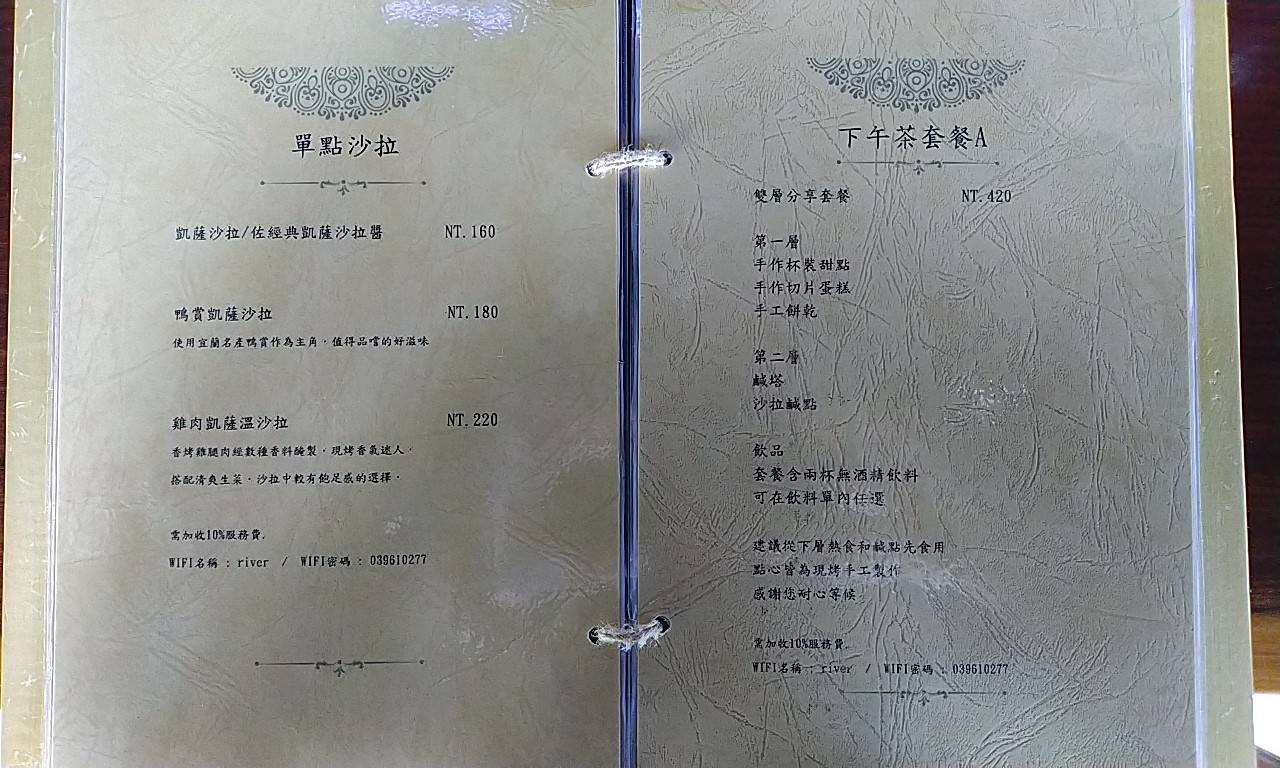 單點沙拉
凱薩沙拉/佐經典凱薩沙拉醬 NT.160
鴨賞凱薩沙拉 NT.180
使用宜蘭名產鴨賞作為主角，值得品嚐的好滋味
雞肉凱薩溫沙拉 NT.220
香烤雞腿肉經數種香料醃製，現烤香氣迷人，
搭配清爽生菜，沙拉中較有飽足感的選擇。
需加收10%服務費.
WIFI名稱 : river / WIFI密碼 : 039610277
下午茶套餐A
雙層分享套餐 NT.420
第一層
手作杯裝甜點
手作切片蛋糕
手工餅乾
第二層
鹹塔
沙拉鹹點
飲品
套餐含兩杯無酒精飲料
可在飲料單內任選
建議從下層熱食和鹹點先食用
點心皆為現烤手工製作
感謝您耐心等候
需加收10%服務費.
WIFI名稱 : river / WIFI密碼 : 039610277